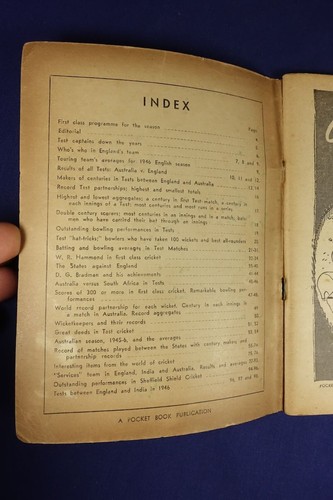 INDEX
Page
First class programme for the season
Editorial
Test captains down the years
Who's who in England's team
Touring team's averages for 1946 English season 7, 8 and 9
Results of all Tests: Australia v. England
Makers of centuries in Tests between England and Australia
Record Test partnerships; highest and smallest totals
Highest and lowest aggregates; a century in first Test match, a century in
each innings of a Test; most centuries and most runs in a series
Double century scorers; most centuries in an innings and in a match;
men who have carried their bat through an innings
Outstanding bowling performances in Tests
Test "hat-tricks," bowlers who have taken 100 wickets and best all-rounders
Batting and bowling averages in Test Matches
W. R. Hammond in first class cricket
The States against England
D. G. Bradman and his achievements
Australia versus South Africa in Tests
Scores of 300 or more in first class cricket. Remarkable bowling per-
formances
World record partnership for each wicket. Century in each innings in
a match in Australia. Record aggregates
Wicketkeepers and their records
Great deeds in Test cricket
Australian season, 1945-6, and the averages
Record of matches played between the States with century makers and
partnership records
Interesting items from the world of cricket
"Services" team in England, India and Australia. Results and averages
Outstanding performances in Sheffield Shield Cricket
Tests between England and India in 1946
A POCKET BOOK PUBLICATION